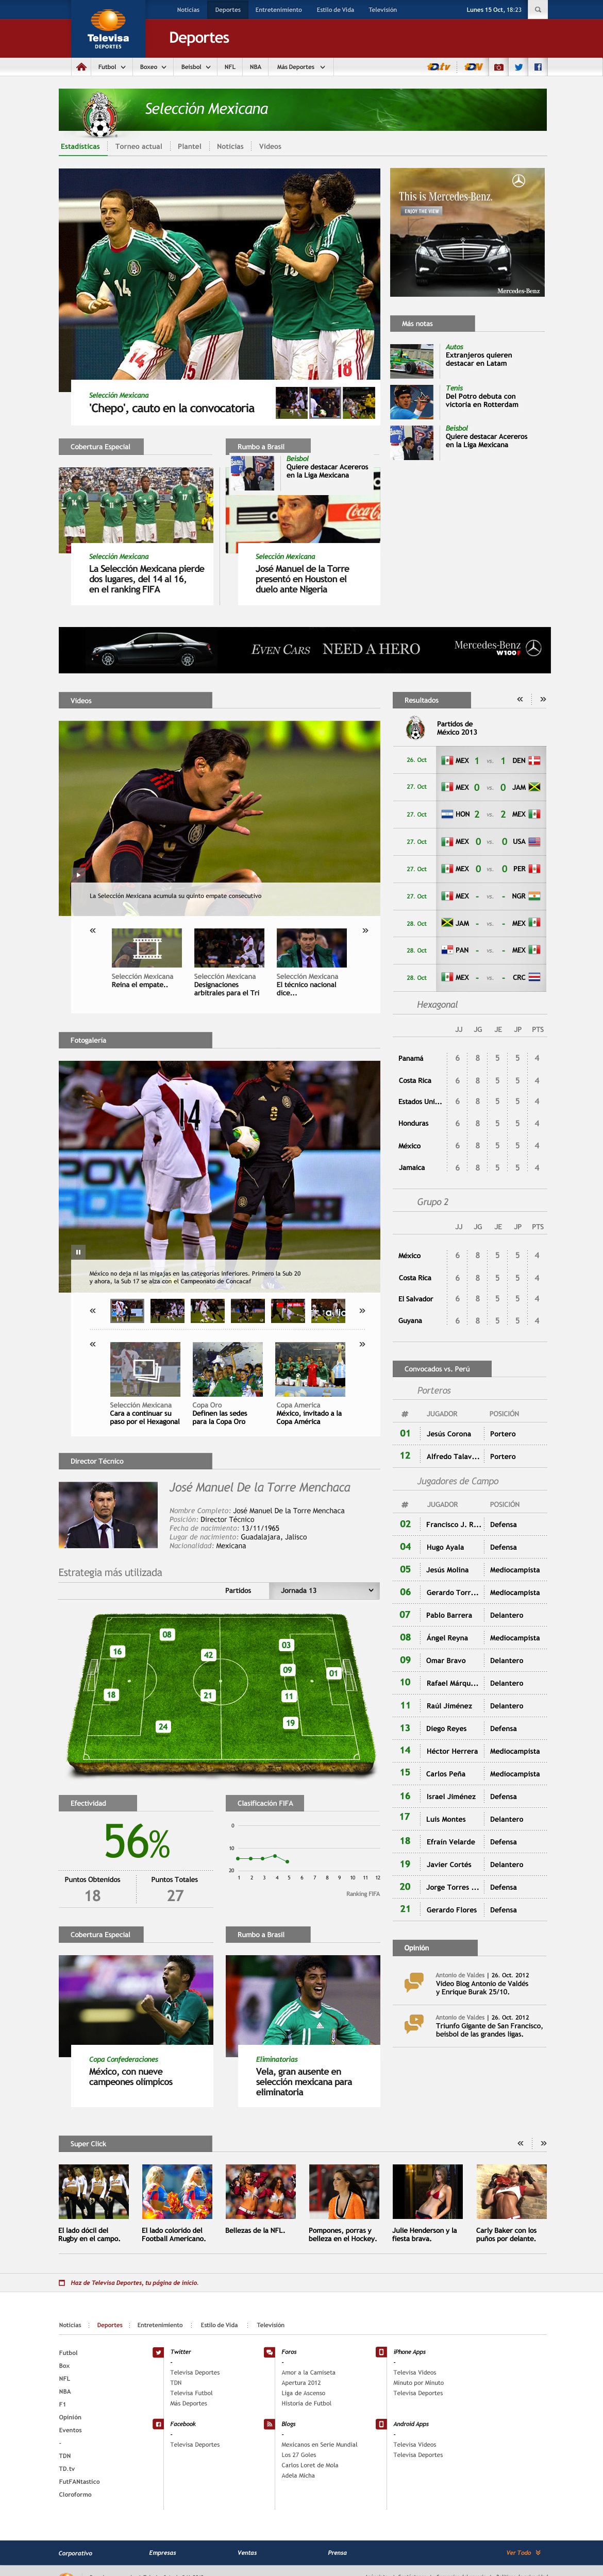 Noticias
Deportes
Entretenimiento
Estilo de Vida
Televisión
Lunes 15 Oct, 18:23
Televisa
DEPORTES
Deportes
Futbol
Boxeo
Beisbol
NFL
NBA
Más Deportes
Selección Mexicana
Estadísticas
Torneo actual
Plantel
Noticias
Videos
This is Mercedes-Benz.
ENJOY THE VIEW
Mercedes-Benz
Selección Mexicana
'Chepo', cauto en la convocatoria
Más notas
Autos
Extranjeros quieren
destacar en Latam
Tenis
Del Potro debuta con
victoria en Rotterdam
Beisbol
Quiere destacar Acereros
en la Liga Mexicana
Cobertura Especial
Selección Mexicana
La Selección Mexicana pierde
dos lugares, del 14 al 16,
en el ranking FIFA
Rumbo a Brasil
Beisbol
Quiere destacar Acereros
en la Liga Mexicana
Selección Mexicana
José Manuel de la Torre
presentó en Houston el
duelo ante Nigeria
EVEN CARS NEED A HERO
Mercedes-Benz
Videos
La Selección Mexicana acumula su quinto empate consecutivo
Selección Mexicana
Reina el empate..
Selección Mexicana
Designaciones
arbitrales para el Tri
Selección Mexicana
El técnico nacional
dice...
Resultados
Partidos de
México 2013
26. Oct MEX 1 vs. 1 DEN
27. Oct MEX 0 vs. 0 JAM
27. Oct HON 2 vs. 2 MEX
27. Oct MEX 0 vs. 0 USA
27. Oct MEX 0 vs. 0 PER
27. Oct MEX - vs. - NGR
28. Oct JAM - vs. - MEX
28. Oct PAN - vs. - MEX
28. Oct MEX - vs. - CRC
Hexagonal
JJ JG JE JP PTS
Panamá 6 8 5 5 4
Costa Rica 6 8 5 5 4
Estados Uni... 6 8 5 5 4
Honduras 6 8 5 5 4
México 6 8 5 5 4
Jamaica 6 8 5 5 4
Grupo 2
JJ JG JE JP PTS
México 6 8 5 5 4
Costa Rica 6 8 5 5 4
El Salvador 6 8 5 5 4
Guyana 6 8 5 5 4
Fotogalería
14
México no deja ni las migajas en las categorías inferiores. Primero la Sub 20
y ahora, la Sub 17 se alza con el Campeonato de Concacaf
Selección Mexicana
Cara a continuar su
paso por el Hexagonal
Copa Oro
Definen las sedes
para la Copa Oro
Copa America
México, invitado a la
Copa América
Convocados vs. Perú
Porteros
# JUGADOR POSICIÓN
01 Jesús Corona Portero
12 Alfredo Talav... Portero
Jugadores de Campo
# JUGADOR POSICIÓN
02 Francisco J. R... Defensa
04 Hugo Ayala Defensa
05 Jesús Molina Mediocampista
06 Gerardo Torr... Mediocampista
07 Pablo Barrera Delantero
08 Ángel Reyna Mediocampista
09 Omar Bravo Delantero
10 Rafael Márqu... Delantero
11 Raúl Jiménez Delantero
13 Diego Reyes Defensa
14 Héctor Herrera Mediocampista
15 Carlos Peña Mediocampista
16 Israel Jiménez Defensa
17 Luis Montes Delantero
18 Efraín Velarde Defensa
19 Javier Cortés Delantero
20 Jorge Torres ... Defensa
21 Gerardo Flores Defensa
Director Técnico
José Manuel De la Torre Menchaca
Nombre Completo: José Manuel De la Torre Menchaca
Posición: Director Técnico
Fecha de nacimiento: 13/11/1965
Lugar de nacimiento: Guadalajara, Jalisco
Nacionalidad: Mexicana
Estrategia más utilizada
Partidos
Jornada 13
08
16
42
03
09
01
18
21
11
24
19
Efectividad
56%
Puntos Obtenidos
18
Puntos Totales
27
Clasificación FIFA
0
10
20
1 2 3 4 5 6 7 8 9 10 11 12
Ranking FIFA
Opinión
Antonio de Valdes | 26. Oct. 2012
Video Blog Antonio de Valdés
y Enrique Burak 25/10.
Antonio de Valdes | 26. Oct. 2012
Triunfo Gigante de San Francisco,
beisbol de las grandes ligas.
Cobertura Especial
Copa Confederaciones
México, con nueve
campeones olímpicos
Rumbo a Brasil
Eliminatorias
Vela, gran ausente en
selección mexicana para
eliminatoria
Super Click
El lado dócil del
Rugby en el campo.
El lado colorido del
Football Americano.
Bellezas de la NFL.
Pompones, porras y
belleza en el Hockey.
Julie Henderson y la
fiesta brava.
Carly Baker con los
puños por delante.
Haz de Televisa Deportes, tu página de inicio.
Noticias
Deportes
Entretenimiento
Estilo de Vida
Televisión
Futbol
Box
NFL
NBA
F1
Opinión
Eventos
-
TDN
TD.tv
FutFANtastico
Cloroformo
Twitter
-
Televisa Deportes
TDN
Televisa Futbol
Más Deportes
Facebook
-
Televisa Deportes
Foros
-
Amor a la Camiseta
Apertura 2012
Liga de Ascenso
Historia de Futbol
Blogs
-
Mexicanos en Serie Mundial
Los 27 Goles
Carlos Loret de Mola
Adela Micha
iPhone Apps
-
Televisa Videos
Minuto por Minuto
Televisa Deportes
Android Apps
-
Televisa Videos
Televisa Deportes
Corporativo
Empresas
Ventas
Prensa
Ver Todo